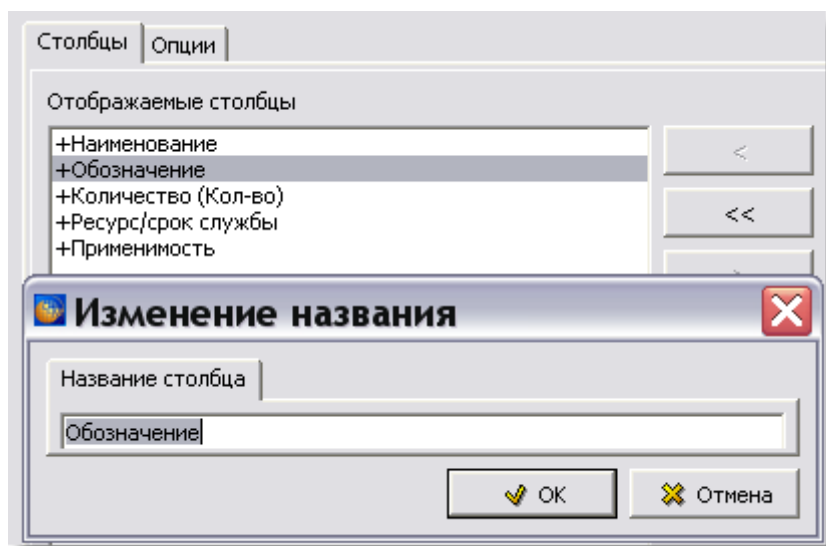 Столбцы Опции
Отображаемые столбцы
+Наименование
<
+Обозначение
+Количество (Кол-во)
<<
+Ресурс/срок службы
+Применимость
Изменение названия
Название столбца
Обозначение
OK Отмена